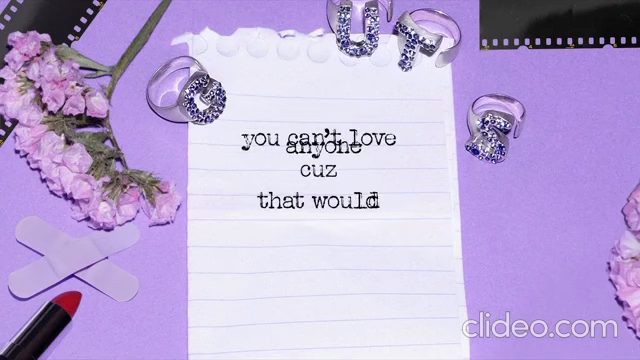 G
U
T
S
you can't love
anyone
cuz
that would
clideo.com